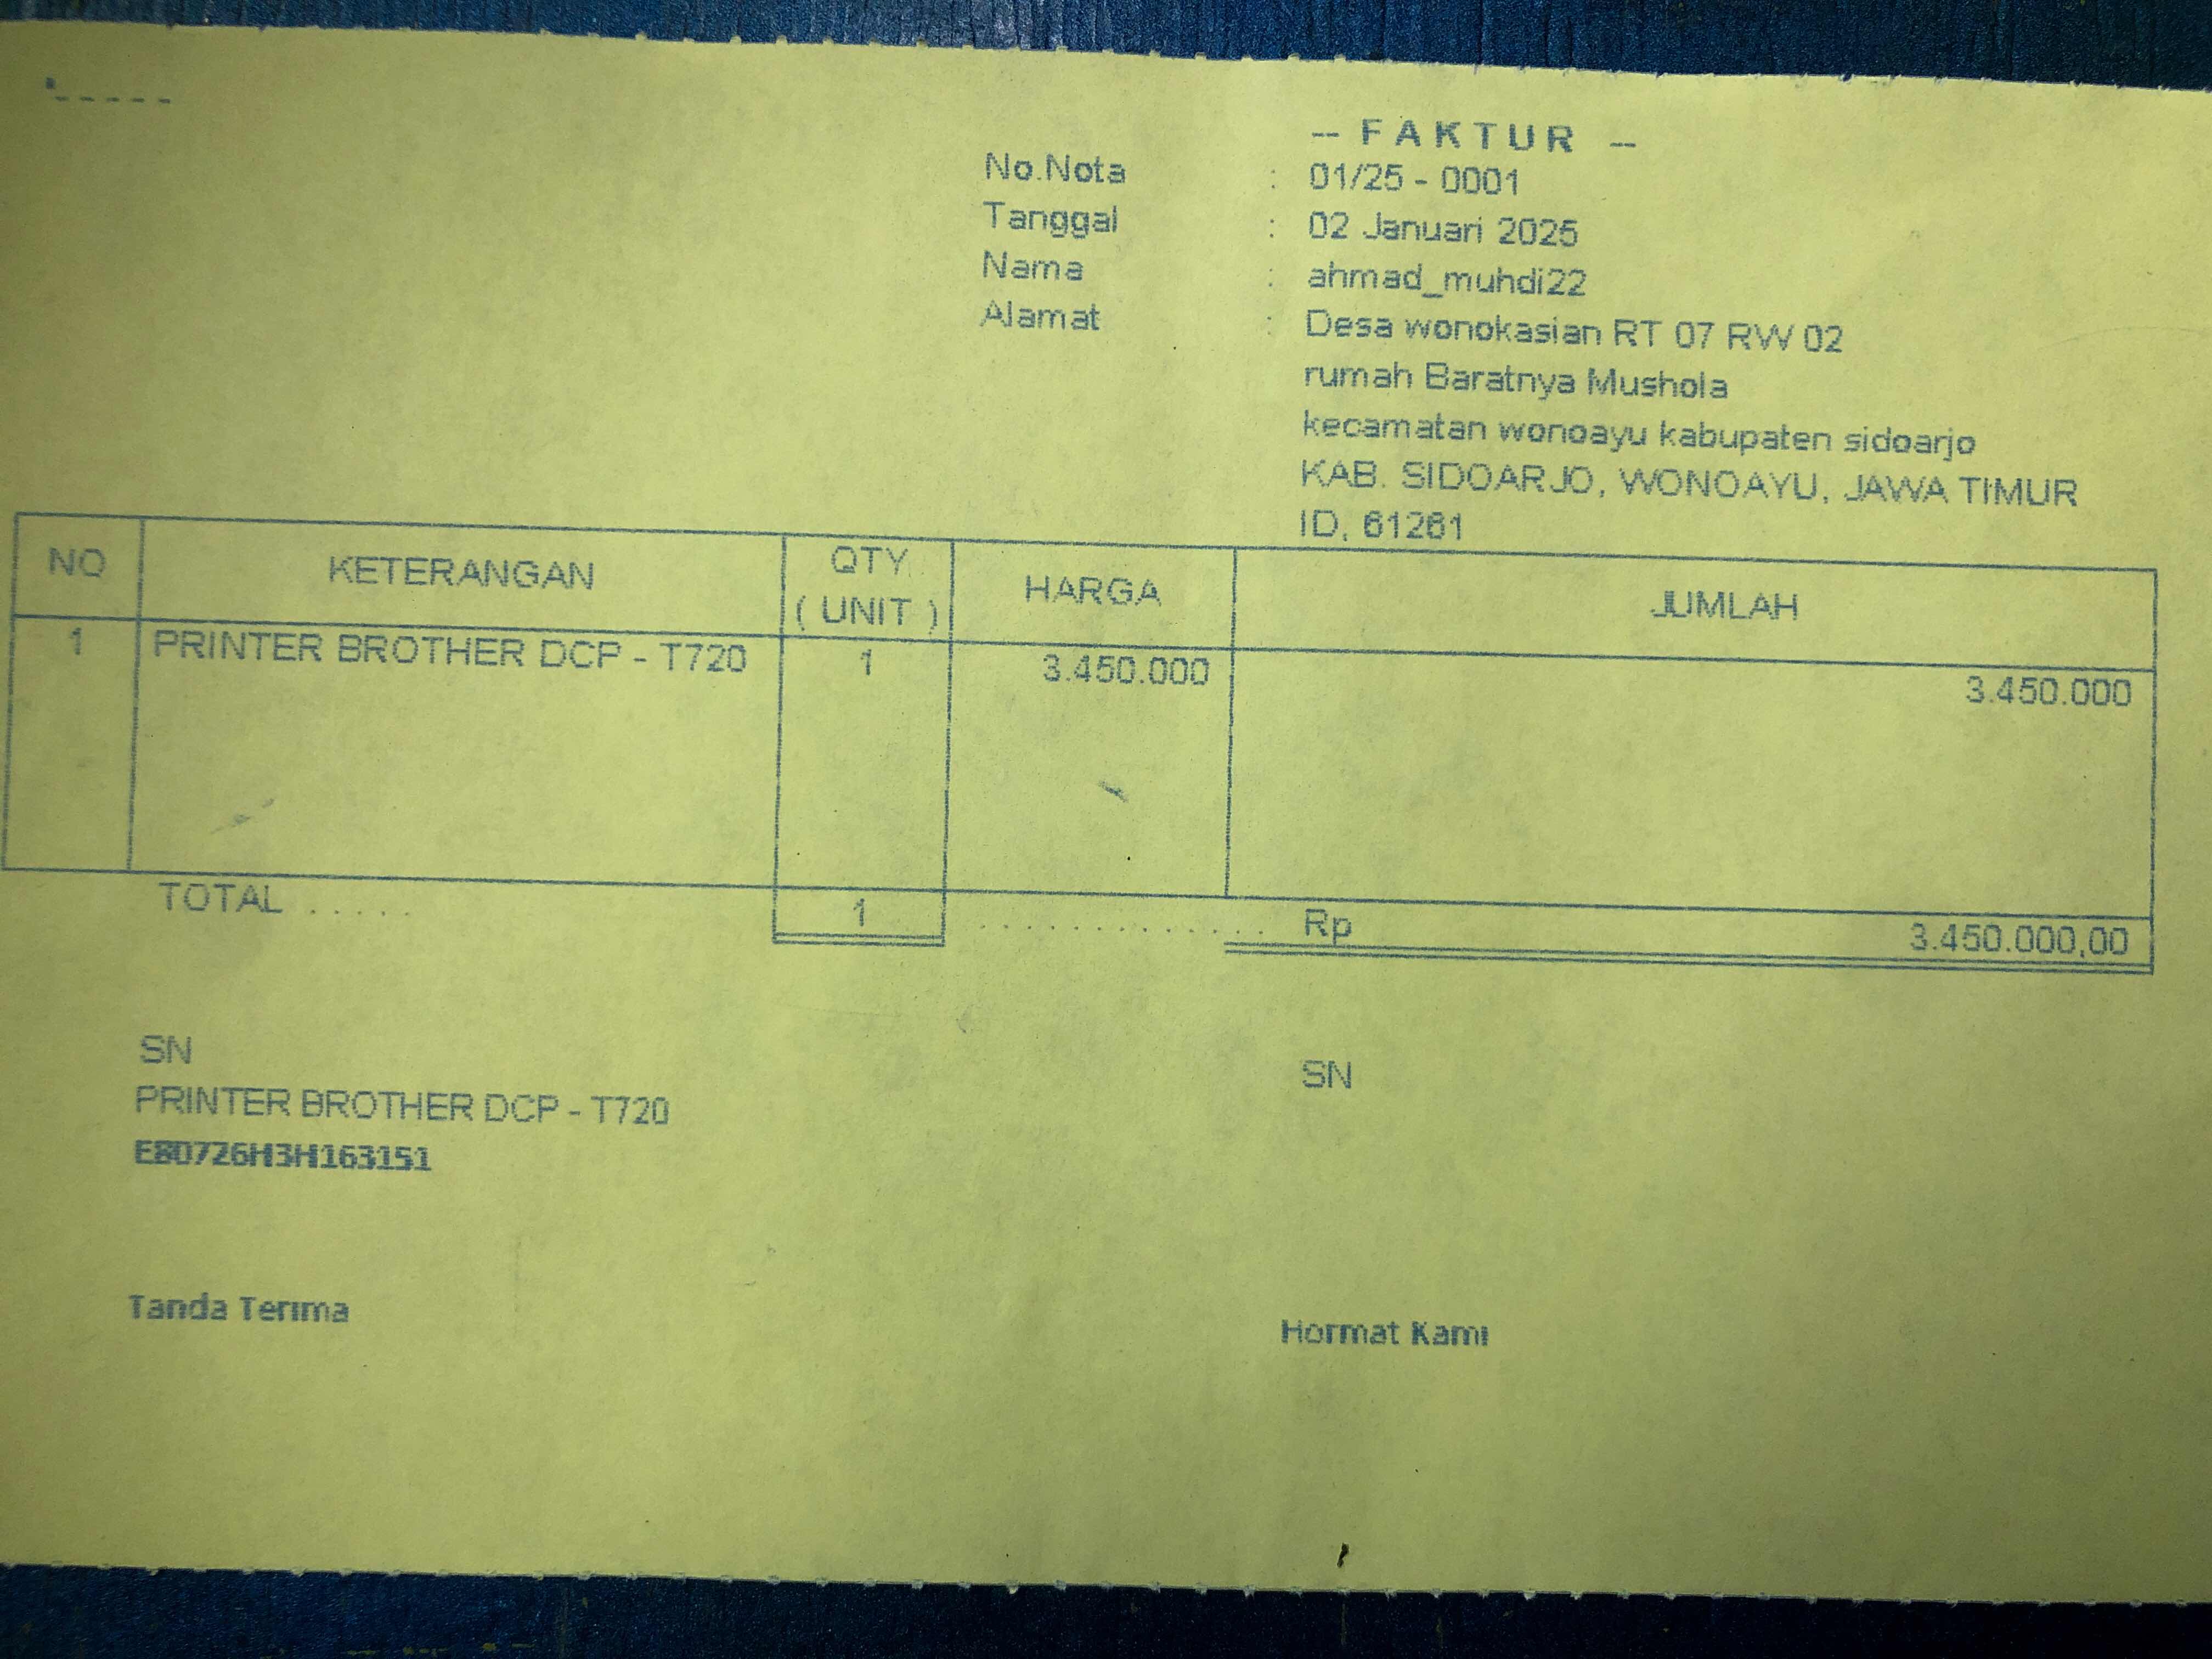 -- FAKTUR --
No.Nota : 01/25 - 0001
Tanggal : 02 Januari 2025
Nama : ahmad_muhdi22
Alamat : Desa wonokasian RT 07 RW 02
rumah Baratnya Mushola
kecamatan wonoayu kabupaten sidoarjo
KAB. SIDOARJO, WONOAYU, JAWA TIMUR
ID, 61261
NO KETERANGAN QTY ( UNIT ) HARGA JUMLAH
1 PRINTER BROTHER DCP - T720 1 3.450.000 3.450.000
TOTAL ..... 1 .............. Rp 3.450.000,00
SN SN
PRINTER BROTHER DCP - T720
E80726H3H163151
Tanda Terima Hormat Kami